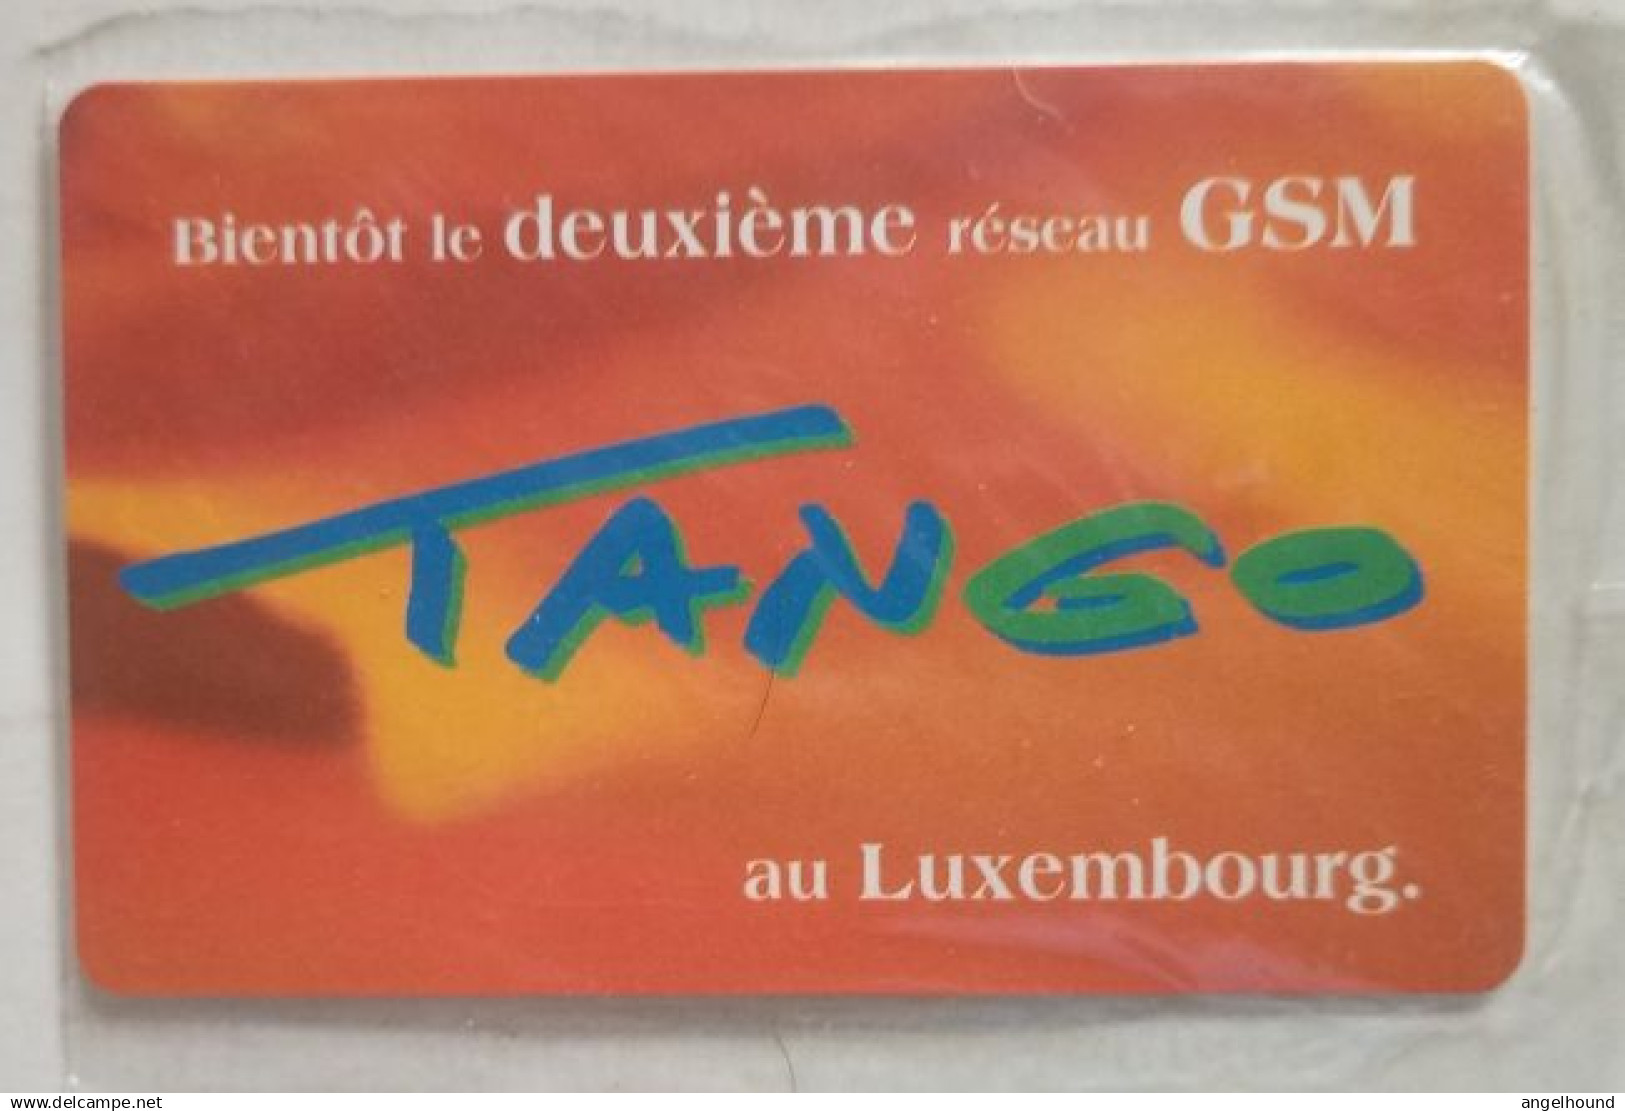 Bientôt le deuxième réseau GSM
TANGO
au Luxembourg.
www.delcampe.net
angelhound